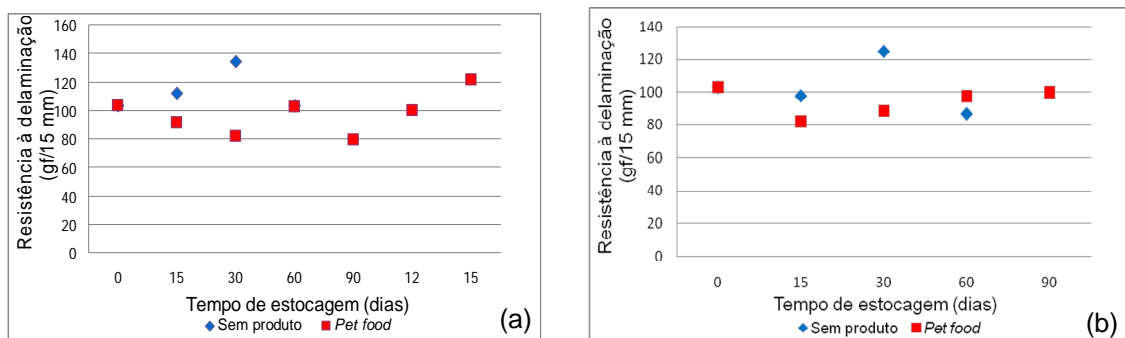 160
140
120
100
80
60
40
20
0
Resistência à delaminação
(gf/15 mm)
0 15 30 60 90 12 15
Tempo de estocagem (dias)
Sem produto Pet food
(a)
140
120
100
80
60
40
20
0
Resistência à delaminação
(gf/15 mm)
0 15 30 60 90
Tempo de estocagem (dias)
Sem produto Pet food
(b)